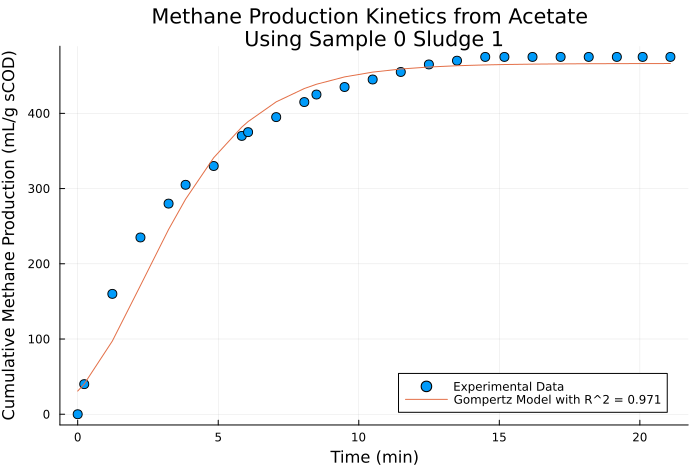 Methane Production Kinetics from Acetate
Using Sample 0 Sludge 1
Cumulative Methane Production (mL/g sCOD)
400
300
200
100
0
0 5 10 15 20
Time (min)
Experimental Data
Gompertz Model with R^2 = 0.971